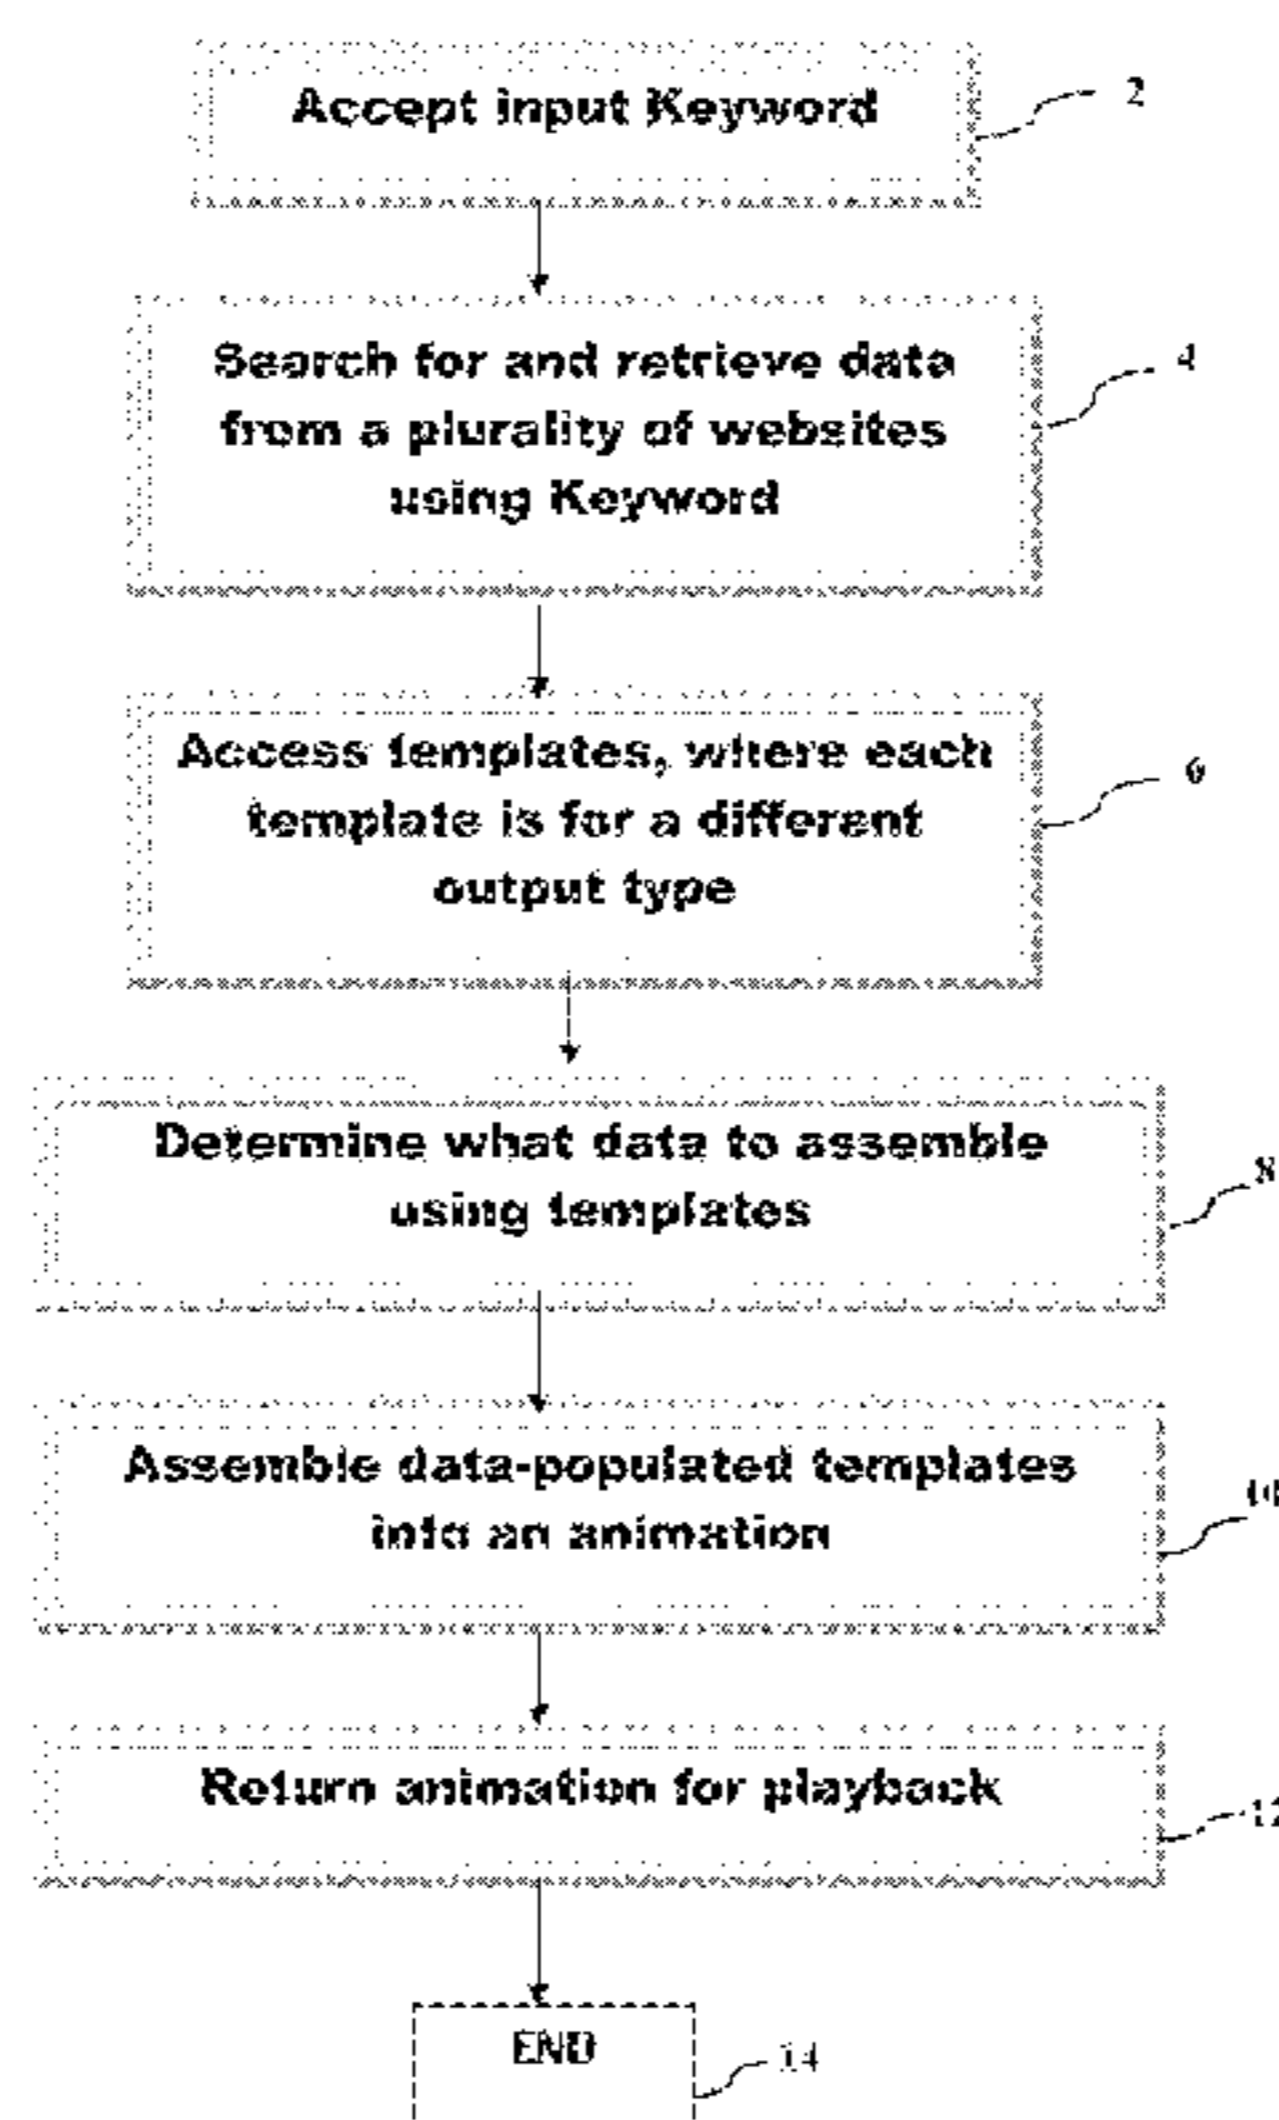 Accept input Keyword
2
Search for and retrieve data
from a plurality of websites
using Keyword
4
Access templates, where each
template is for a different
output type
6
Determine what data to assemble
using templates
8
Assemble data-populated templates
into an animation
10
Return animation for playback
12
END
14